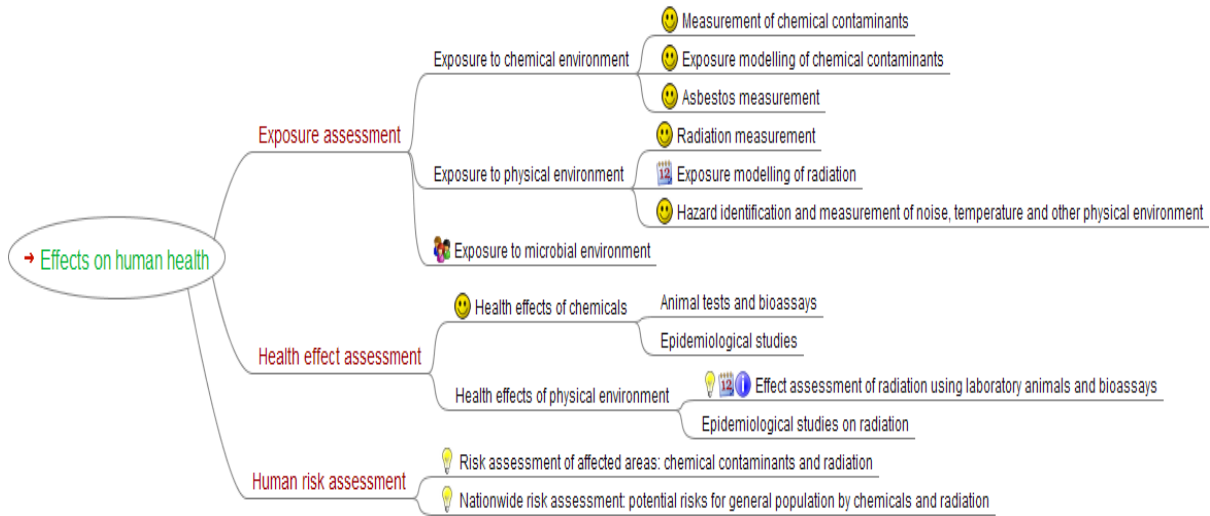 Measurement of chemical contaminants
Exposure to chemical environment
Exposure modelling of chemical contaminants
Asbestos measurement
Exposure assessment
Radiation measurement
Exposure to physical environment
12
Exposure modelling of radiation
Hazard identification and measurement of noise, temperature and other physical environment
Exposure to microbial environment
Effects on human health
Health effects of chemicals
Animal tests and bioassays
Epidemiological studies
Health effect assessment
Health effects of physical environment
12
i
Effect assessment of radiation using laboratory animals and bioassays
Epidemiological studies on radiation
Human risk assessment
Risk assessment of affected areas: chemical contaminants and radiation
Nationwide risk assessment: potential risks for general population by chemicals and radiation